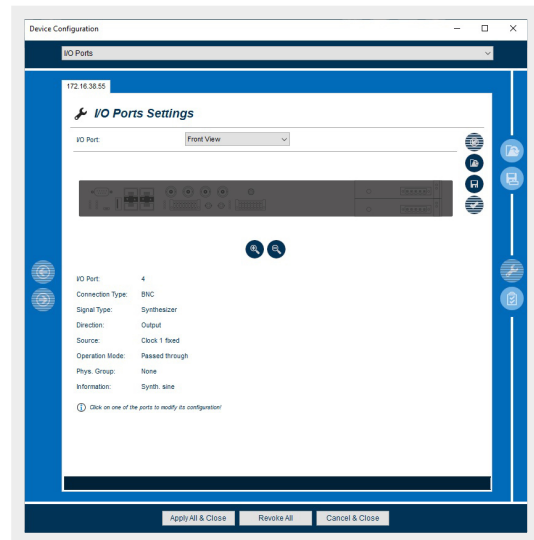 Device Configuration
I/O Ports
172.16.38.55
I/O Ports Settings
I/O Port:
Front View
I/O Port: 4
Connection Type: BNC
Signal Type: Synthesizer
Direction: Output
Source: Clock 1 fixed
Operation Mode: Passed through
Phys. Group: None
Information: Synth. sine
Click on one of the ports to modify its configuration!
Apply All & Close
Revoke All
Cancel & Close